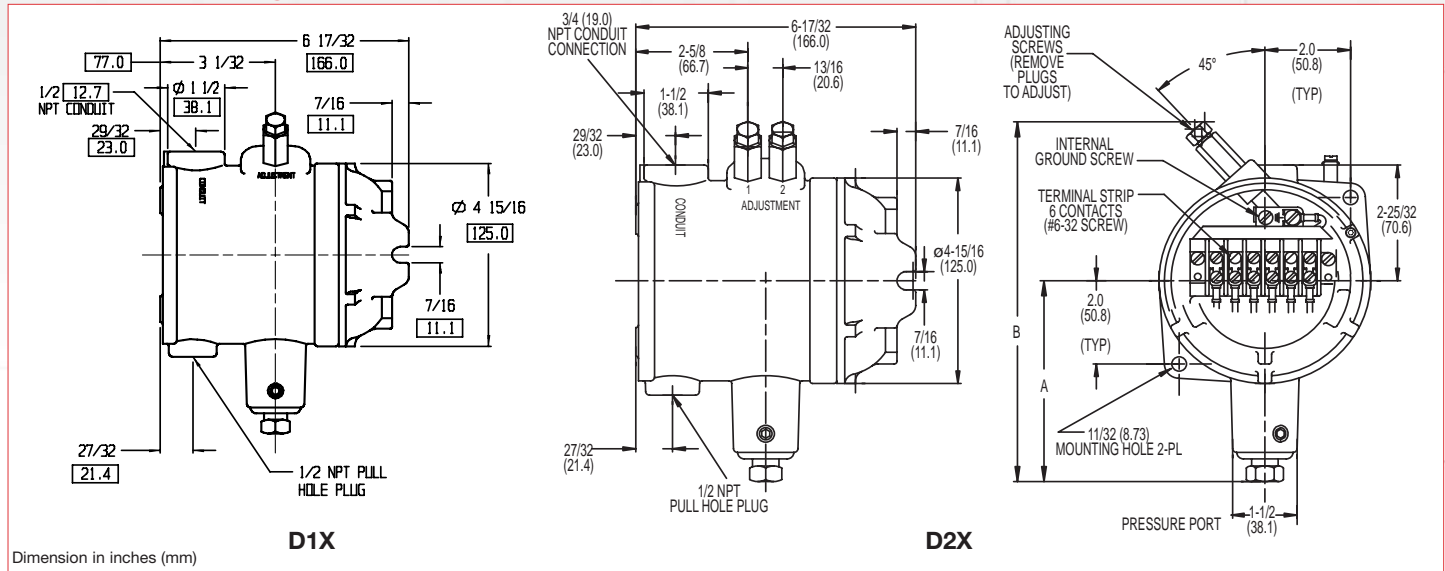 6 17/32
166.0
77.0
3 1/32
Ø 1 1/2
38.1
1/2 12.7
NPT CONDUIT
7/16
11.1
29/32
23.0
CONDUIT
ADJUSTMENT
Ø 4 15/16
125.0
7/16
11.1
27/32
21.4
1/2 NPT PULL
HOLE PLUG
D1X
3/4 (19.0)
NPT CONDUIT
CONNECTION
6-17/32
(166.0)
2-5/8
(66.7)
13/16
(20.6)
1-1/2
(38.1)
29/32
(23.0)
7/16
(11.1)
1
2
ADJUSTMENT
CONDUIT
ø4-15/16
(125.0)
7/16
(11.1)
27/32
(21.4)
1/2 NPT
PULL HOLE PLUG
D2X
ADJUSTING
SCREWS
(REMOVE
PLUGS
TO ADJUST)
45°
2.0
(50.8)
(TYP)
INTERNAL
GROUND SCREW
TERMINAL STRIP
6 CONTACTS
(#6-32 SCREW)
2-25/32
(70.6)
B
A
2.0
(50.8)
(TYP)
11/32 (8.73)
MOUNTING HOLE 2-PL
PRESSURE PORT
1-1/2
(38.1)
Dimension in inches (mm)